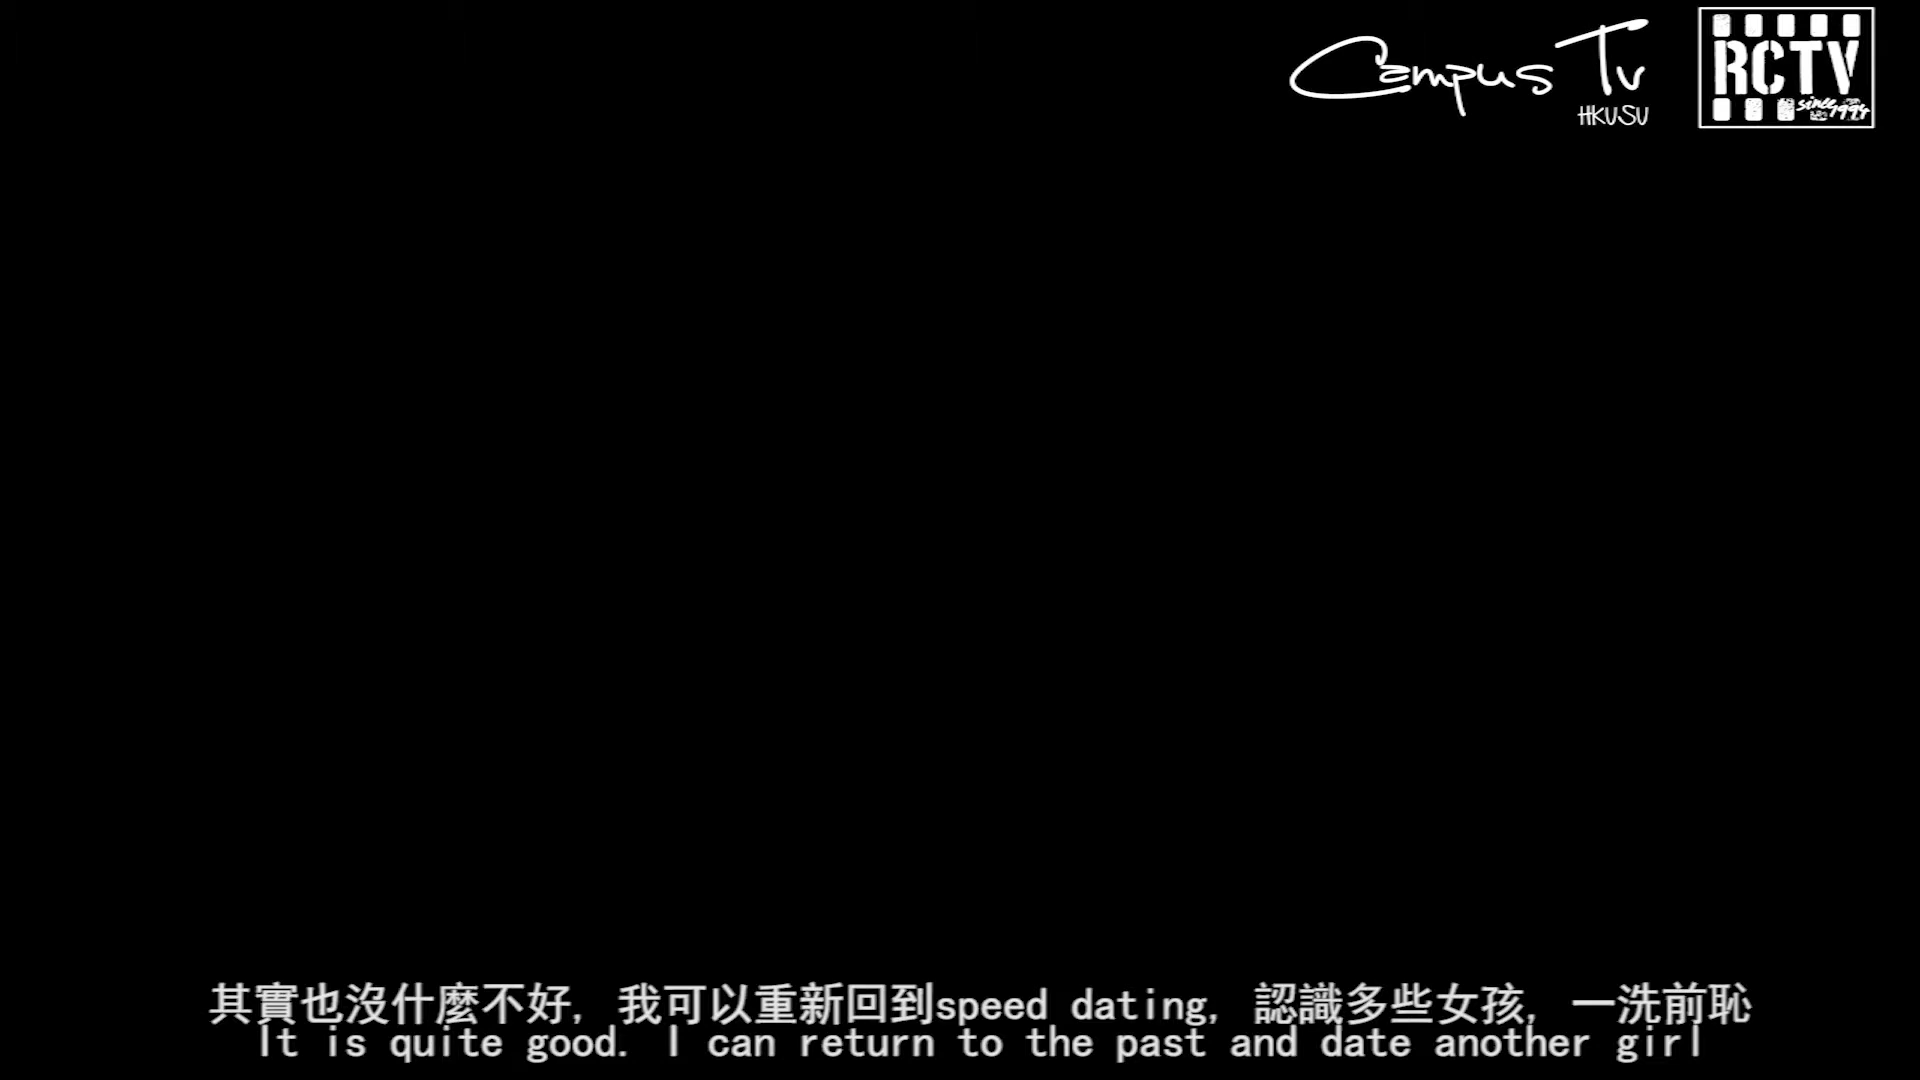 Campus TV
HKUSU
RCTV
since 1994
其實也沒什麼不好, 我可以重新回到speed dating, 認識多些女孩, 一洗前恥
It is quite good. I can return to the past and date another girl